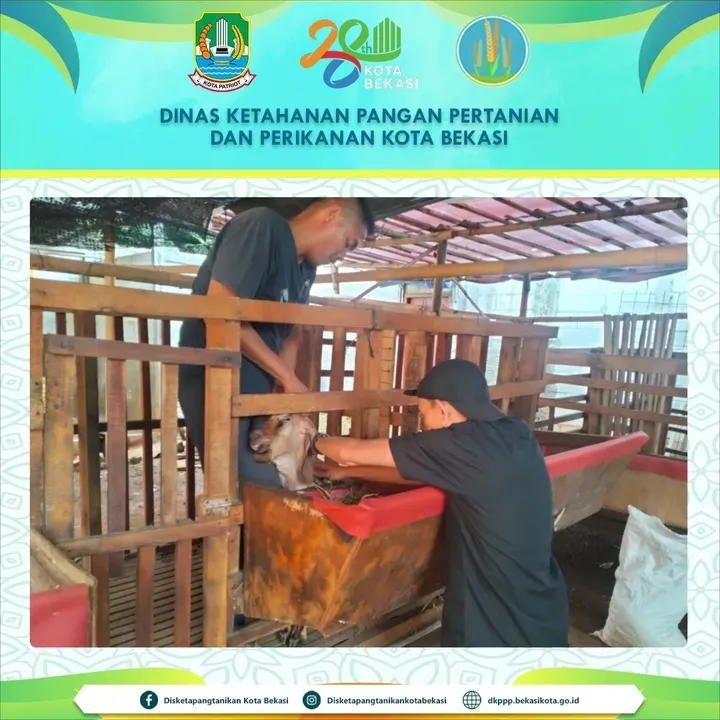 KOTA PATRIOT
28th
KOTA
BEKASI
DINAS KETAHANAN PANGAN PERTANIAN
DAN PERIKANAN KOTA BEKASI
Disketapangtanikan Kota Bekasi
Disketapangtanikankotabekasi
dkppp.bekasikota.go.id